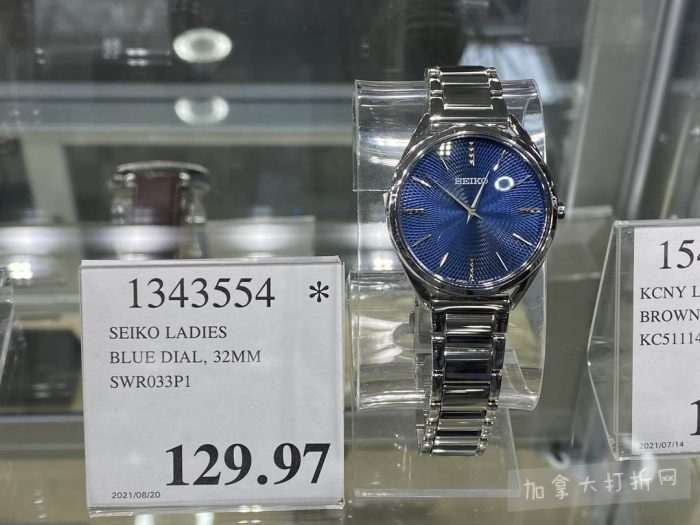 SEIKO
1343554 *
SEIKO LADIES
BLUE DIAL, 32MM
SWR033P1
129.97
2021/08/20
KCNY L
BROWN
KC5111
2021/07/14
加拿大打折网